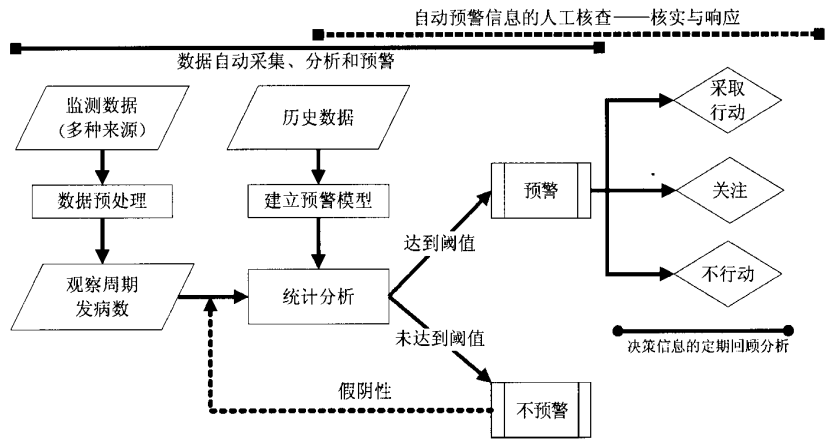 自动预警信息的人工核查——核实与响应
数据自动采集、分析和预警
监测数据
（多种来源）
历史数据
采取
行动
数据预处理
建立预警模型
预警
关注
达到阈值
观察周期
发病数
统计分析
不行动
未达到阈值
决策信息的定期回顾分析
假阴性
不预警